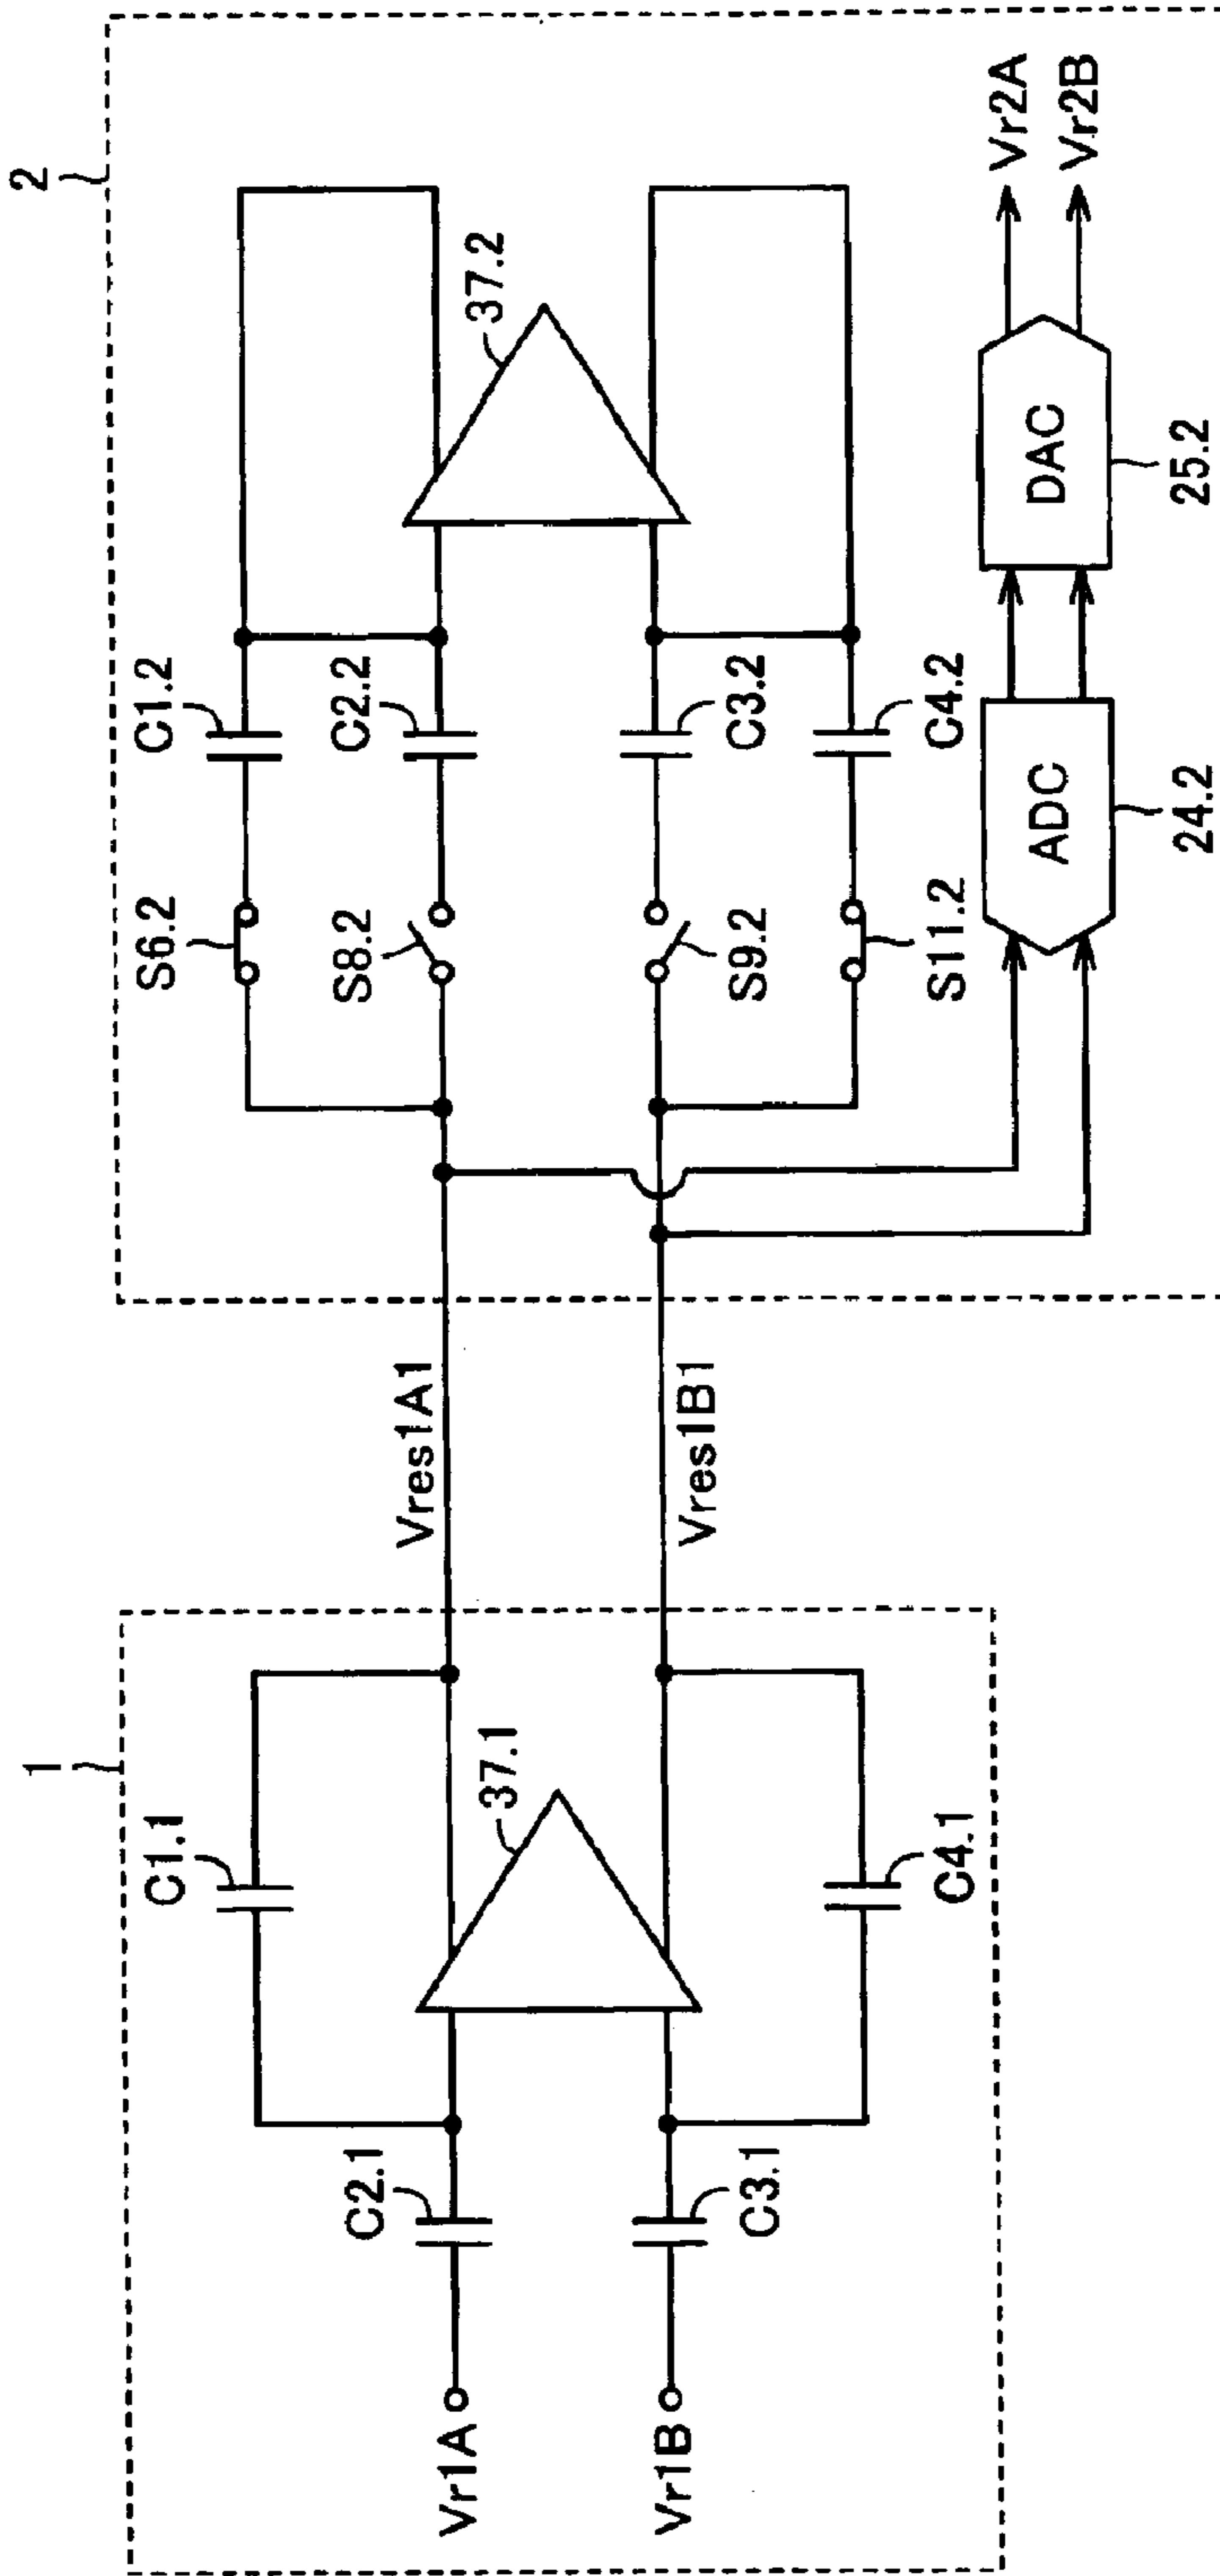 1
C1.1
C2.1
37.1
Vr1A
Vr1B
C3.1
C4.1
Vres1A1
Vres1B1
2
S6.2
C1.2
S8.2
C2.2
37.2
S9.2
C3.2
S11.2
C4.2
ADC
24.2
DAC
25.2
Vr2A
Vr2B